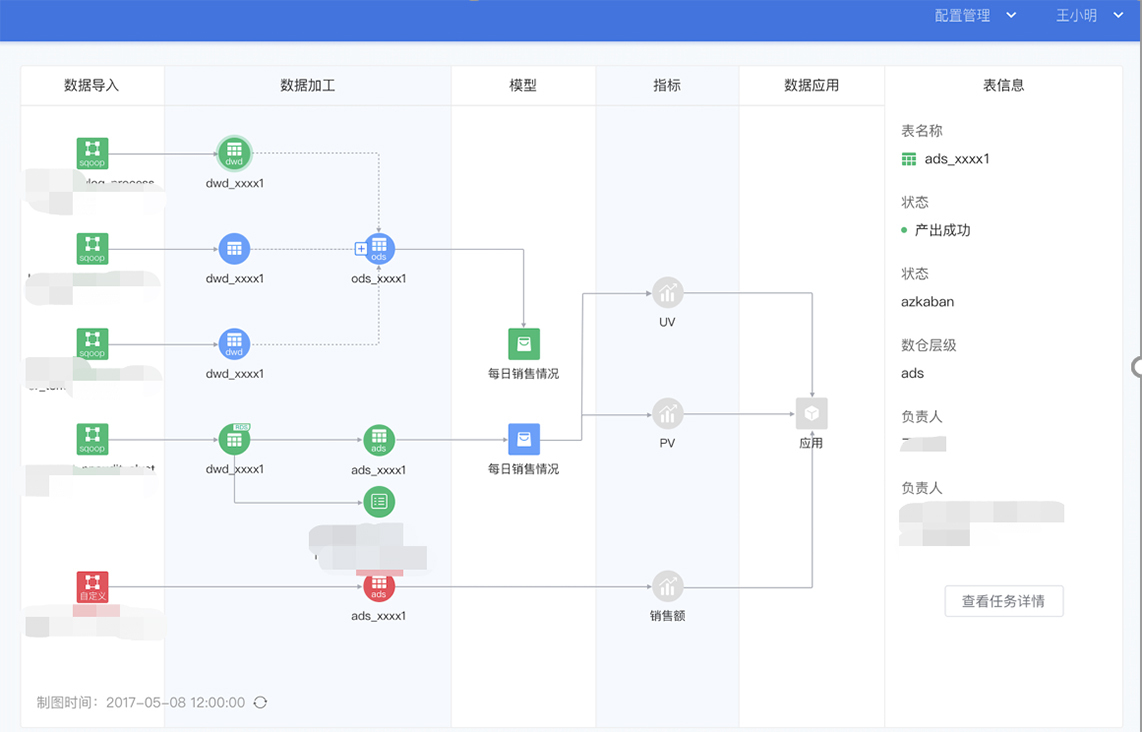 配置管理
王小明
数据导入
数据加工
模型
指标
数据应用
表信息
sqoop
dwd
dwd_xxxx1
sqoop
dwd_xxxx1
ods
ods_xxxx1
sqoop
dwd
dwd_xxxx1
每日销售情况
sqoop
ADS
dwd_xxxx1
ads
ads_xxxx1
每日销售情况
自定义
ads
ads_xxxx1
UV
PV
销售额
应用
表名称
ads_xxxx1
状态
产出成功
状态
azkaban
数仓层级
ads
负责人
负责人
查看任务详情
制图时间：2017-05-08 12:00:00